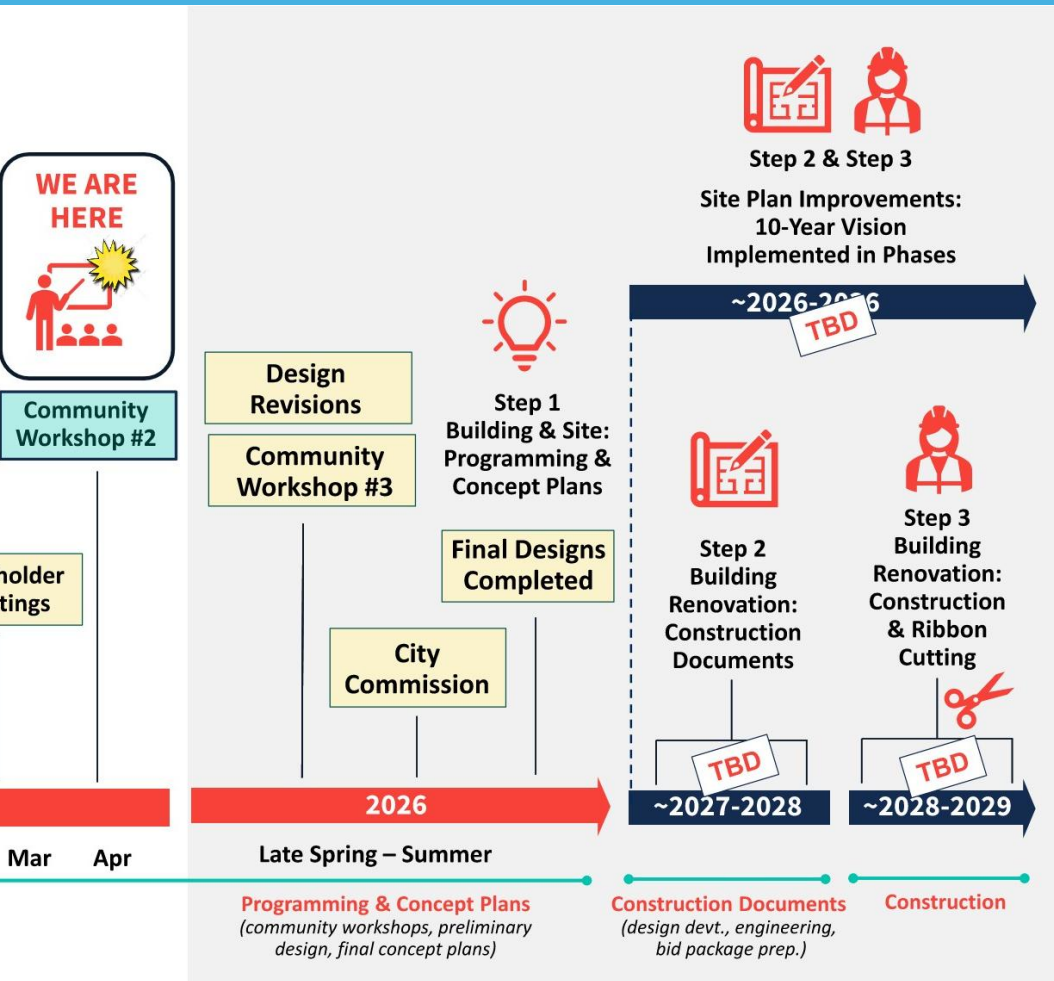 WE ARE
HERE
Community
Workshop #2
holder
tings
Mar
Apr
Design
Revisions
Community
Workshop #3
Step 1
Building & Site:
Programming &
Concept Plans
Final Designs
Completed
City
Commission
2026
Late Spring – Summer
Programming & Concept Plans
(community workshops, preliminary
design, final concept plans)
Step 2 & Step 3
Site Plan Improvements:
10-Year Vision
Implemented in Phases
TBD
Step 2
Building
Renovation:
Construction
Documents
TBD
~2027-2028
Construction Documents
(design devt., engineering,
bid package prep.)
Step 3
Building
Renovation:
Construction
& Ribbon
Cutting
TBD
~2028-2029
Construction